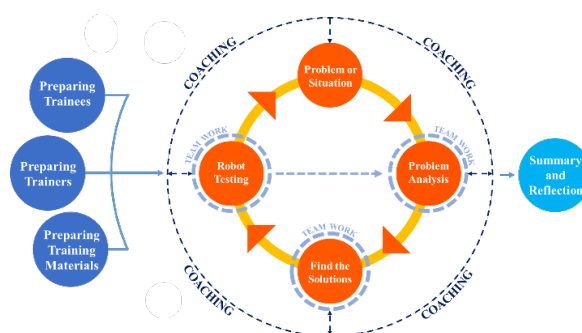 COACHING
COACHING
Problem or
Situation
Preparing
Trainees
TEAM WORK
TEAM WORK
Preparing
Trainers
Robot
Testing
Problem
Analysis
Summary
and
Reflection
Preparing
Training
Materials
TEAM WORK
Find the
Solutions
COACHING
COACHING